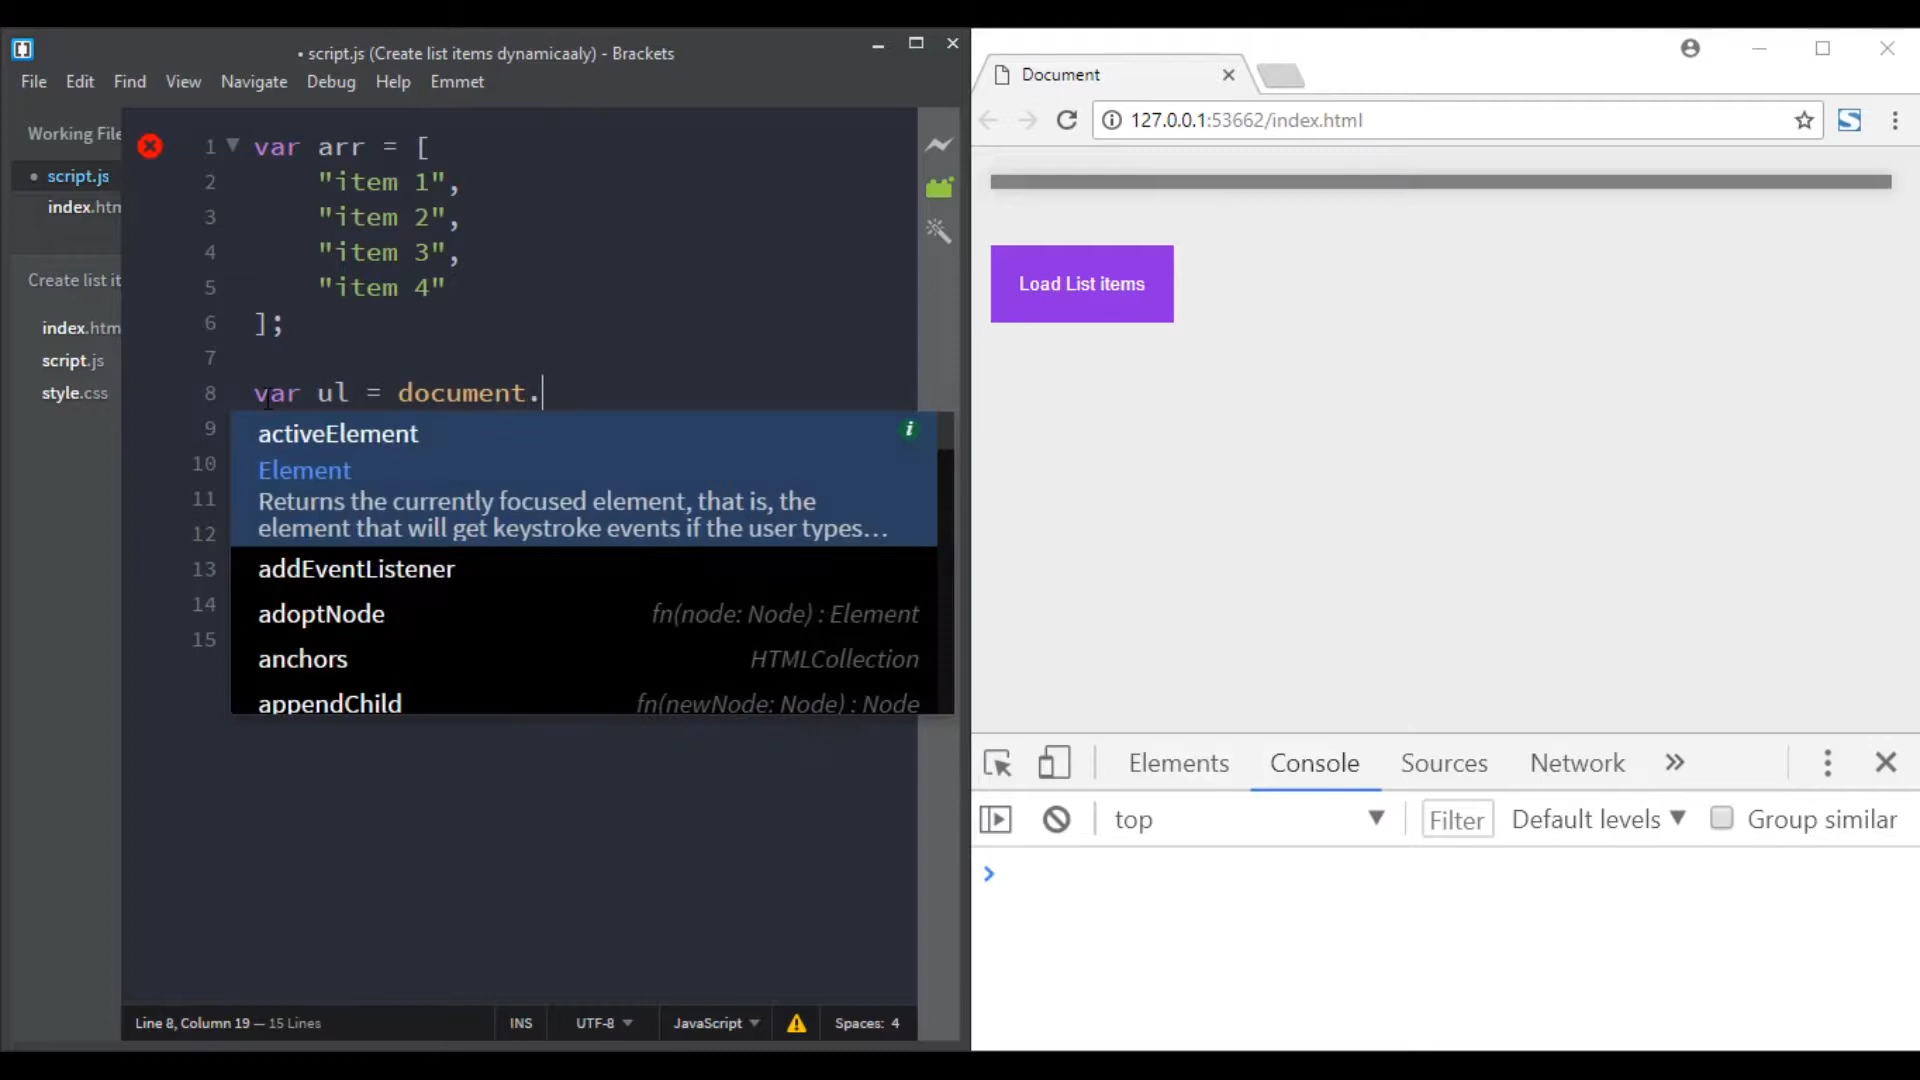 • script.js (Create list items dynamicaaly) - Brackets
File Edit Find View Navigate Debug Help Emmet
Working File
• script.js
index.htm
Create list it
index.htm
script.js
style.css
1 var arr = [
2 "item 1",
3 "item 2",
4 "item 3",
5 "item 4"
6 ];
7
8 var ul = document.
9
10
11
12
13
14
15
activeElement
Element
Returns the currently focused element, that is, the
element that will get keystroke events if the user types...
addEventListener
adoptNode fn(node: Node) : Element
anchors HTMLCollection
appendChild fn(newNode: Node) : Node
Line 8, Column 19 — 15 Lines INS UTF-8 JavaScript Spaces: 4
Document
127.0.0.1:53662/index.html
Load List items
Elements Console Sources Network »
top Filter Default levels Group similar